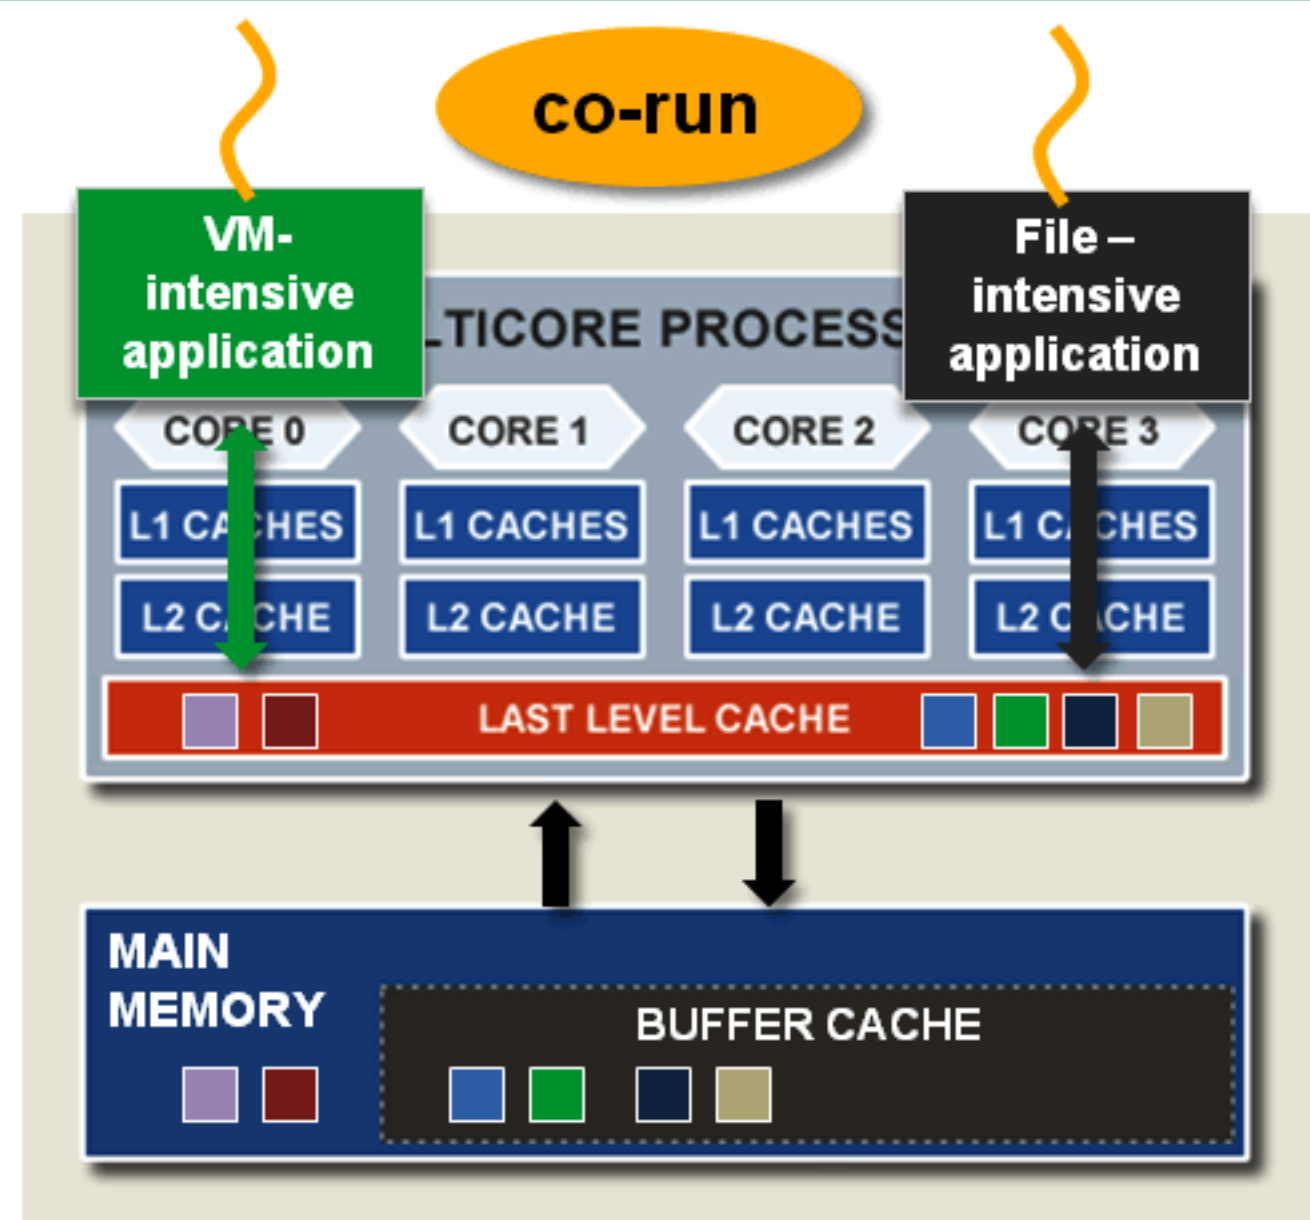 co-run
VM-
intensive
application
File –
intensive
application
LTICORE PROCESS
CORE 0
CORE 1
CORE 2
CORE 3
L1 CACHES
L1 CACHES
L1 CACHES
L1 CACHES
L2 CACHE
L2 CACHE
L2 CACHE
L2 CACHE
LAST LEVEL CACHE
MAIN
MEMORY
BUFFER CACHE